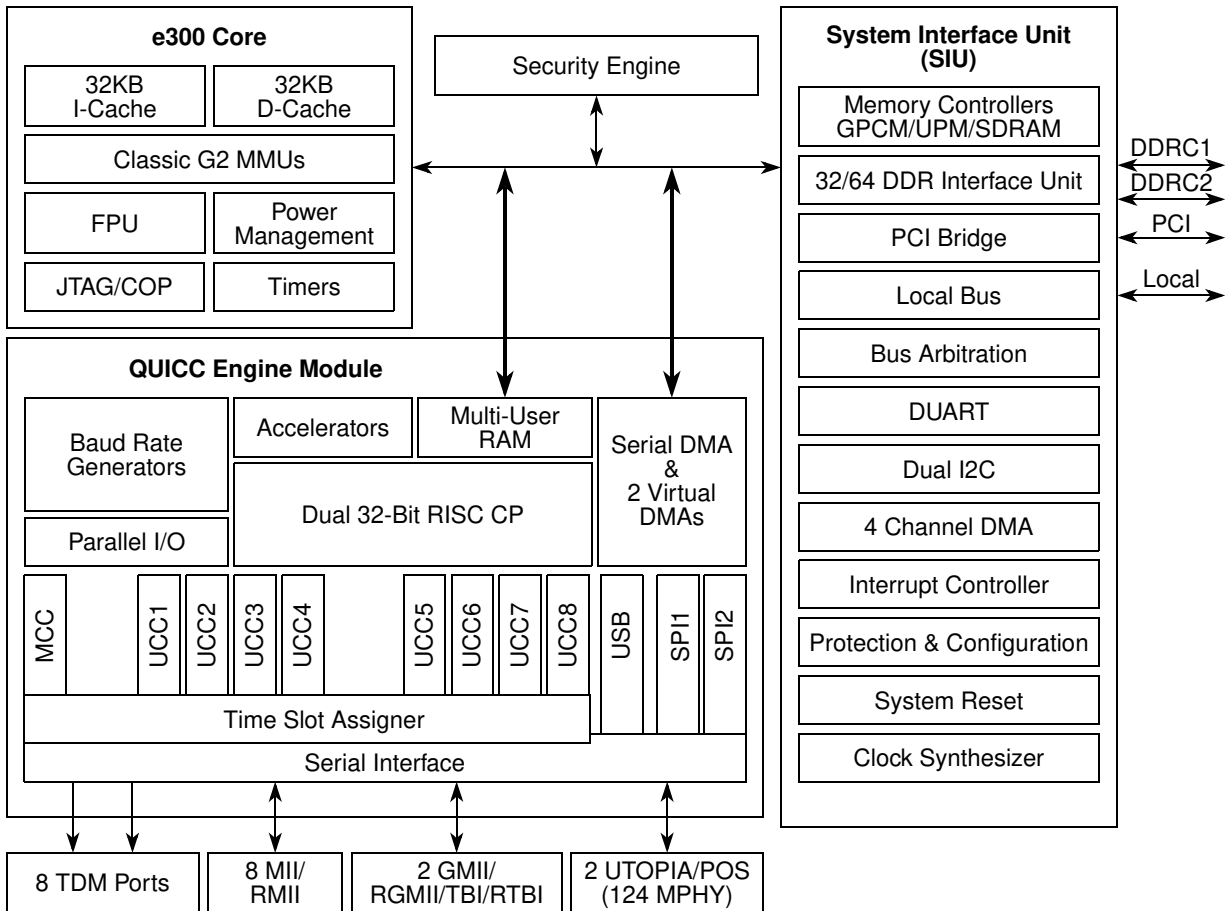 e300 Core
32KB
I-Cache
32KB
D-Cache
Classic G2 MMUs
FPU
Power
Management
JTAG/COP
Timers
Security Engine
System Interface Unit
(SIU)
Memory Controllers
GPCM/UPM/SDRAM
32/64 DDR Interface Unit
PCI Bridge
Local Bus
Bus Arbitration
DUART
Dual I2C
4 Channel DMA
Interrupt Controller
Protection & Configuration
System Reset
Clock Synthesizer
DDRC1
DDRC2
PCI
Local
QUICC Engine Module
Baud Rate
Generators
Parallel I/O
Accelerators
Multi-User
RAM
Dual 32-Bit RISC CP
Serial DMA
&
2 Virtual
DMAs
MCC
UCC1
UCC2
UCC3
UCC4
UCC5
UCC6
UCC7
UCC8
USB
SPI1
SPI2
Time Slot Assigner
Serial Interface
8 TDM Ports
8 MII/
RMII
2 GMII/
RGMII/TBI/RTBI
2 UTOPIA/POS
(124 MPHY)